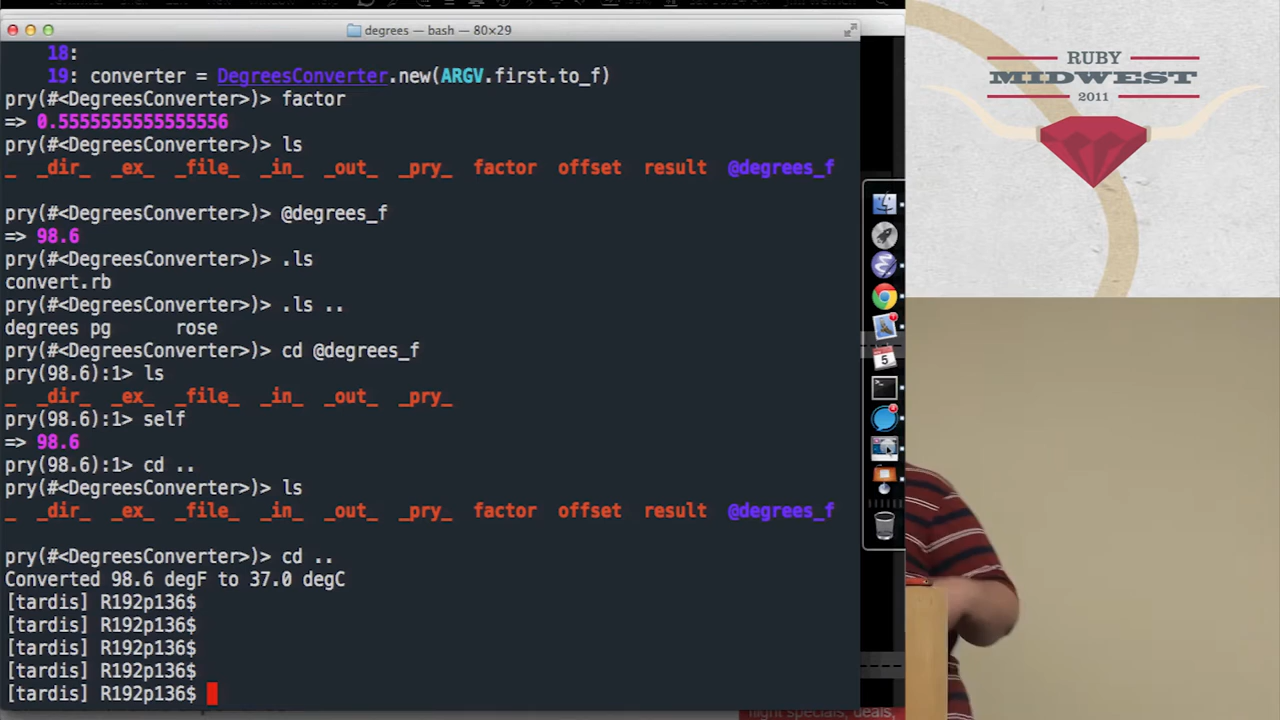 degrees — bash — 80×29
18:
19: converter = DegreesConverter.new(ARGV.first.to_f)
pry(#<DegreesConverter>)> factor
=> 0.5555555555555556
pry(#<DegreesConverter>)> ls
_ _dir_ _ex_ _file_ _in_ _out_ _pry_ factor offset result @degrees_f
pry(#<DegreesConverter>)> @degrees_f
=> 98.6
pry(#<DegreesConverter>)> .ls
convert.rb
pry(#<DegreesConverter>)> .ls ..
degrees pg rose
pry(#<DegreesConverter>)> cd @degrees_f
pry(98.6):1> ls
_ _dir_ _ex_ _file_ _in_ _out_ _pry_
pry(98.6):1> self
=> 98.6
pry(98.6):1> cd ..
pry(#<DegreesConverter>)> ls
_ _dir_ _ex_ _file_ _in_ _out_ _pry_ factor offset result @degrees_f
pry(#<DegreesConverter>)> cd ..
Converted 98.6 degF to 37.0 degC
[tardis] R192p136$
[tardis] R192p136$
[tardis] R192p136$
[tardis] R192p136$
[tardis] R192p136$
RUBY
MIDWEST
2011
5
flight specials, deals,